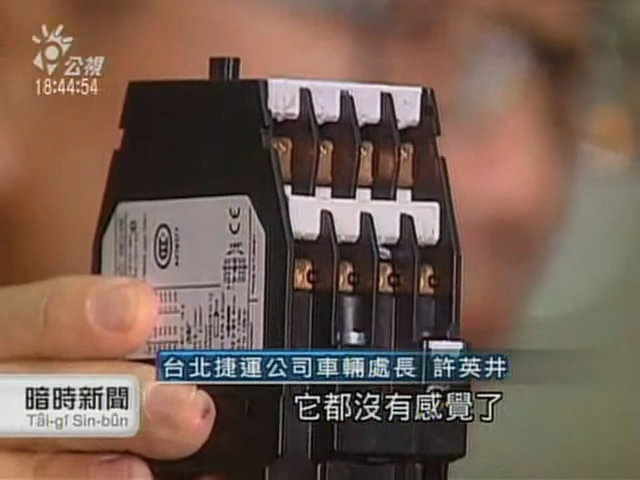 公視
18:44:54
CE
台北捷運公司車輛處長 許英井
暗時新聞
它都沒有感覺了
Tâi-gí Sin-bûn